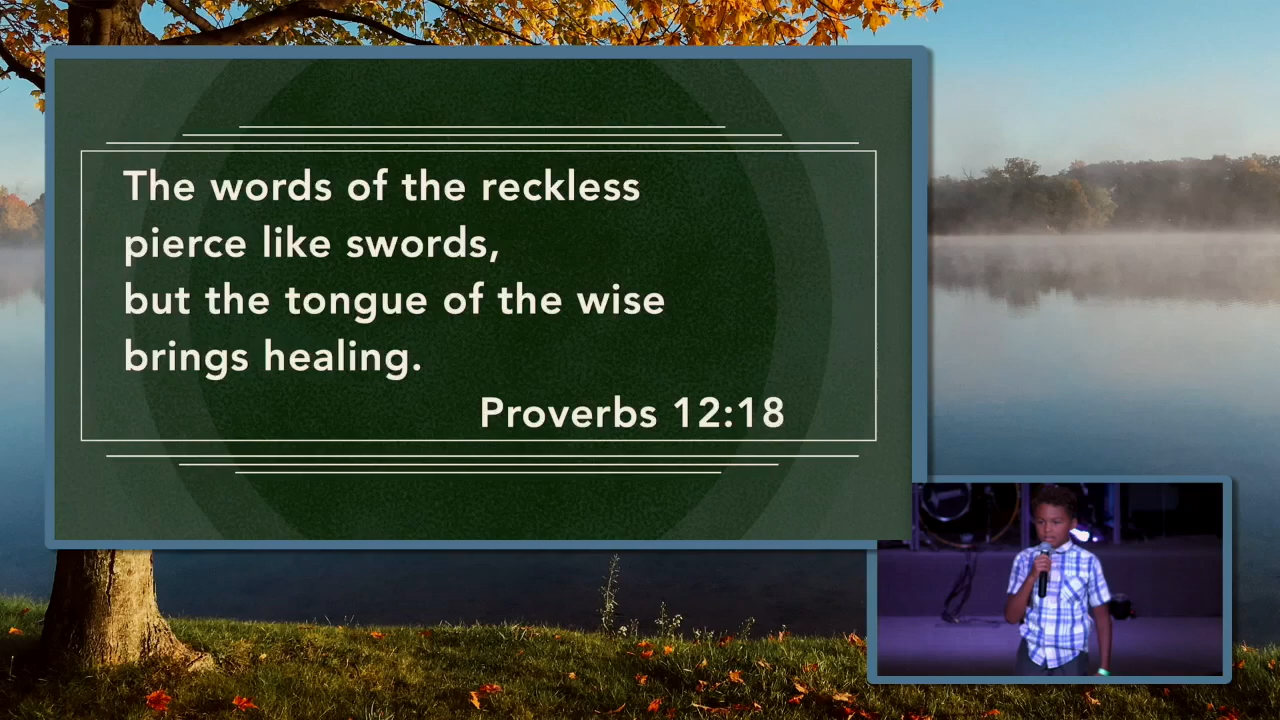 The words of the reckless
pierce like swords,
but the tongue of the wise
brings healing.
Proverbs 12:18